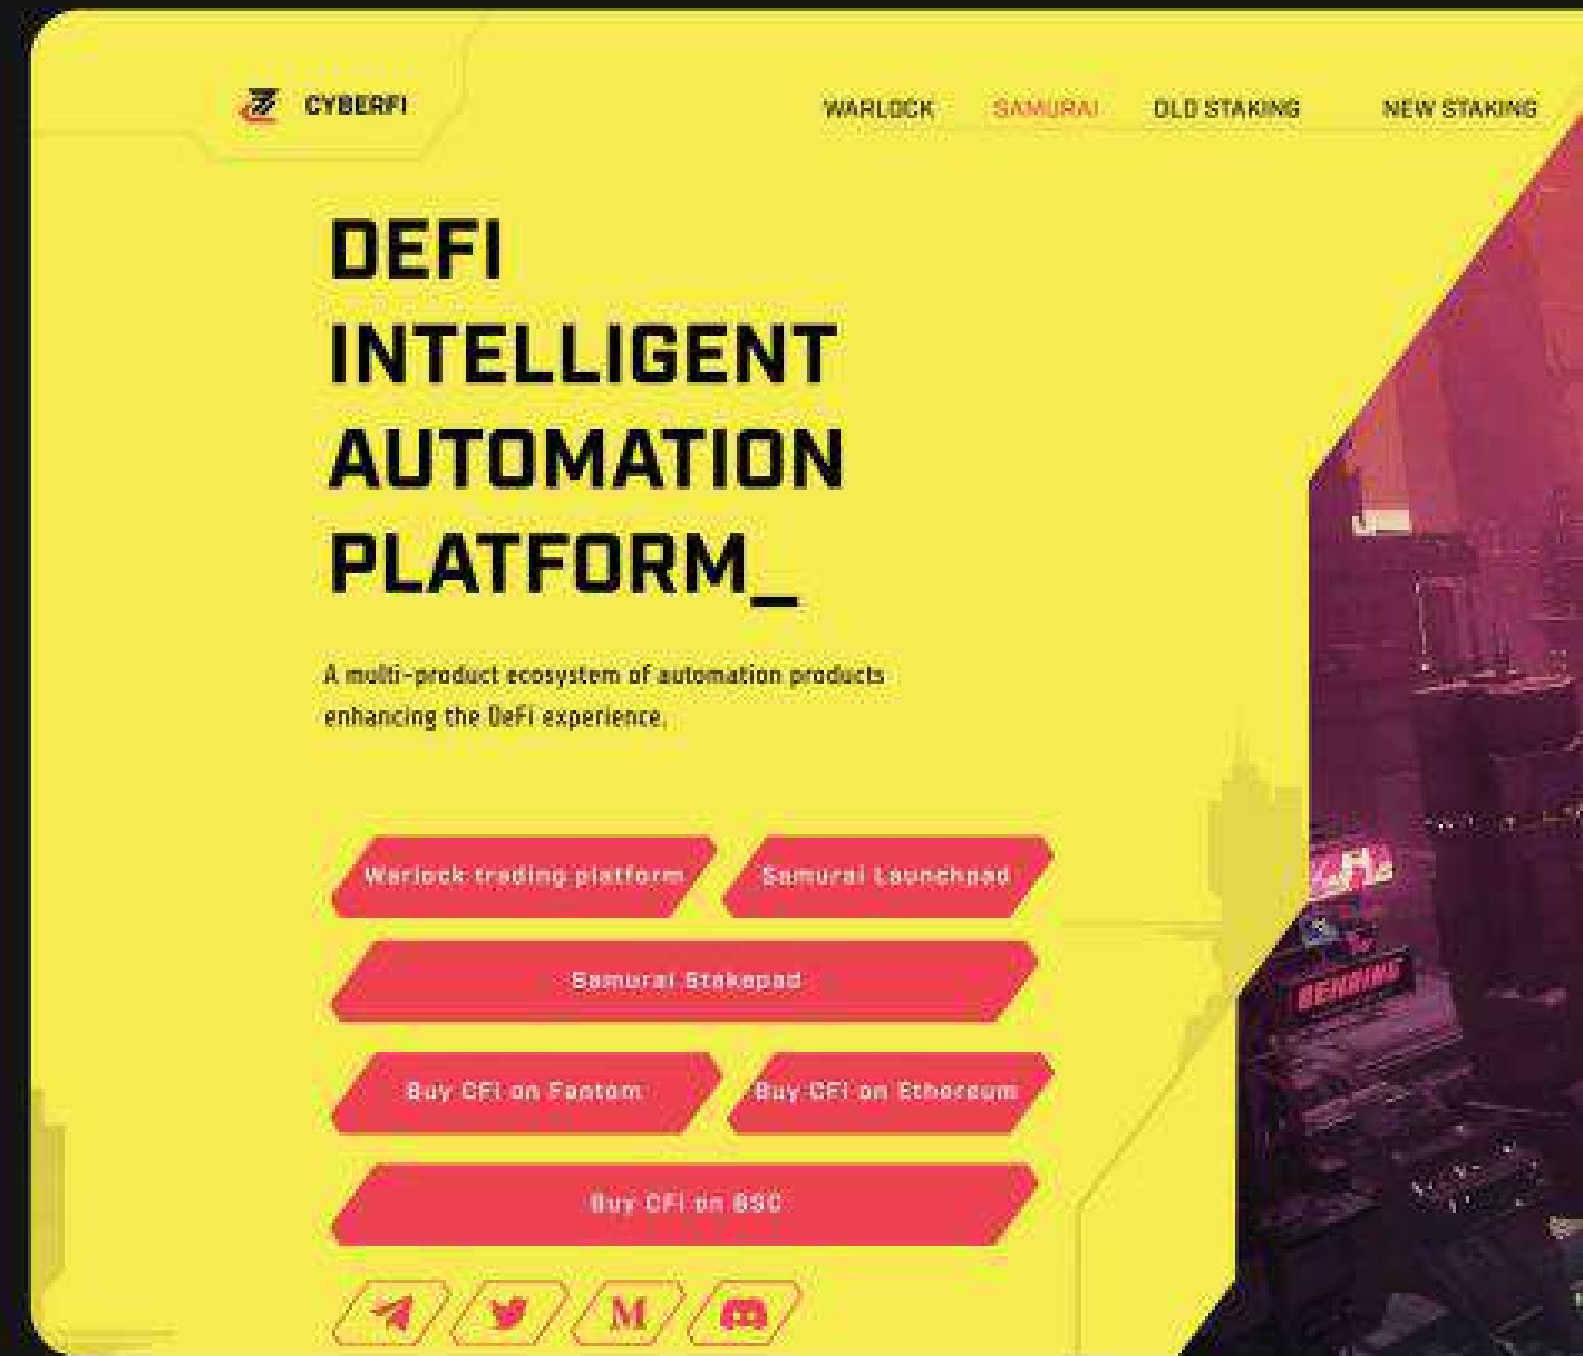 CYBERFI
WARLOCK SAMURAI OLD STAKING NEW STAKING
DEFI
INTELLIGENT
AUTOMATION
PLATFORM_
A multi-product ecosystem of automation products
enhancing the DeFi experience.
Warlock trading platform Samurai Launchpad
Samurai Stakepad
Buy CFi on Fantom Buy CFi on Ethereum
Buy CFi on BSC
M